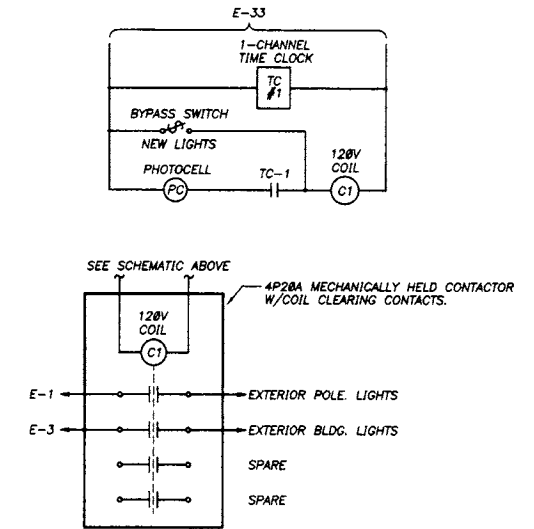 E-33
1-CHANNEL
TIME CLOCK
TC
#1
BYPASS SWITCH
NEW LIGHTS
PHOTOCELL
PC
TC-1
120V
COIL
C1
SEE SCHEMATIC ABOVE
4P20A MECHANICALLY HELD CONTACTOR
W/COIL CLEARING CONTACTS.
120V
COIL
C1
E-1
EXTERIOR POLE. LIGHTS
E-3
EXTERIOR BLDG. LIGHTS
SPARE
SPARE